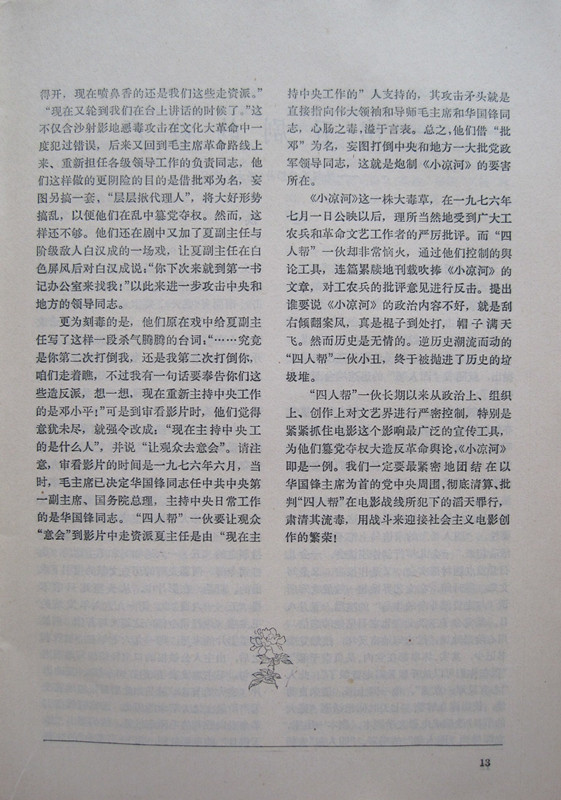 得开，现在喷鼻香的还是我们这些走资派。”
“现在又轮到我们在台上讲话的时候了。”这
不仅含沙射影地恶毒攻击在文化大革命中一
度犯过错误，后来又回到毛主席革命路线上
来、重新担任各级领导工作的负责同志，他
们这样做的更阴险的目的是借批邓为名，妄
图另搞一套，“层层揪代理人”，将大好形势
搞乱，以便他们在乱中篡党夺权。然而，这
样还不够。他们还在剧中又加了夏副主任与
阶级敌人白汉成的一场戏，让夏副主任在白
色屏风后对白汉成说：“你下次来就到第一书
记办公室来找我！”以此来进一步攻击中央和
地方的领导同志。
更为刻毒的是，他们原在戏中给夏副主
任写了这样一段杀气腾腾的台词：“……究竟
是你第二次打倒我，还是我第二次打倒你，
咱们走着瞧，不过我有一句话要奉告你们这
些造反派，想一想，现在重新主持中央工作
的是邓小平！”可是到审看影片时，他们觉得
意犹未尽，就强令改成：“现在主持中央工
的是什么人”，并说“让观众去意会”。请注
意，审看影片的时间是一九七六年六月，当
时，毛主席已决定华国锋同志任中共中央第
一副主席、国务院总理，主持中央日常工作
的是华国锋同志。“四人帮”一伙要让观众
“意会”到影片中走资派夏主任是由“现在主
持中央工作的”人支持的，其攻击矛头就是
直接指向伟大领袖和导师毛主席和华国锋同
志，心肠之毒，溢于言表。总之，他们借“批
邓”为名，妄图打倒中央和地方一大批党政
军领导同志，这就是炮制《小凉河》的要害
所在。
《小凉河》这一株大毒草，在一九七六年
七月一日公映以后，理所当然地受到广大工
农兵和革命文艺工作者的严厉批评。而“四
人帮”一伙却非常恼火，通过他们控制的舆
论工具，连篇累牍地刊载吹捧《小凉河》的
文章，对工农兵的批评意见进行反击。提出
谁要说《小凉河》的政治内容不好，就是刮
右倾翻案风，真是棍子到处打，帽子满天
飞。然而历史是无情的。逆历史潮流而动的
“四人帮”一伙小丑，终于被抛进了历史的垃
圾堆。
“四人帮”一伙长期以来从政治上、组织
上、创作上对文艺界进行严密控制，特别是
紧紧抓住电影这个影响最广泛的宣传工具，
为他们篡党夺权大造反革命舆论，《小凉河》
即是一例。我们一定要最紧密地团结在以
华国锋主席为首的党中央周围，彻底清算、批
判“四人帮”在电影战线所犯下的滔天罪行，
肃清其流毒，用战斗来迎接社会主义电影创
作的繁荣！
13